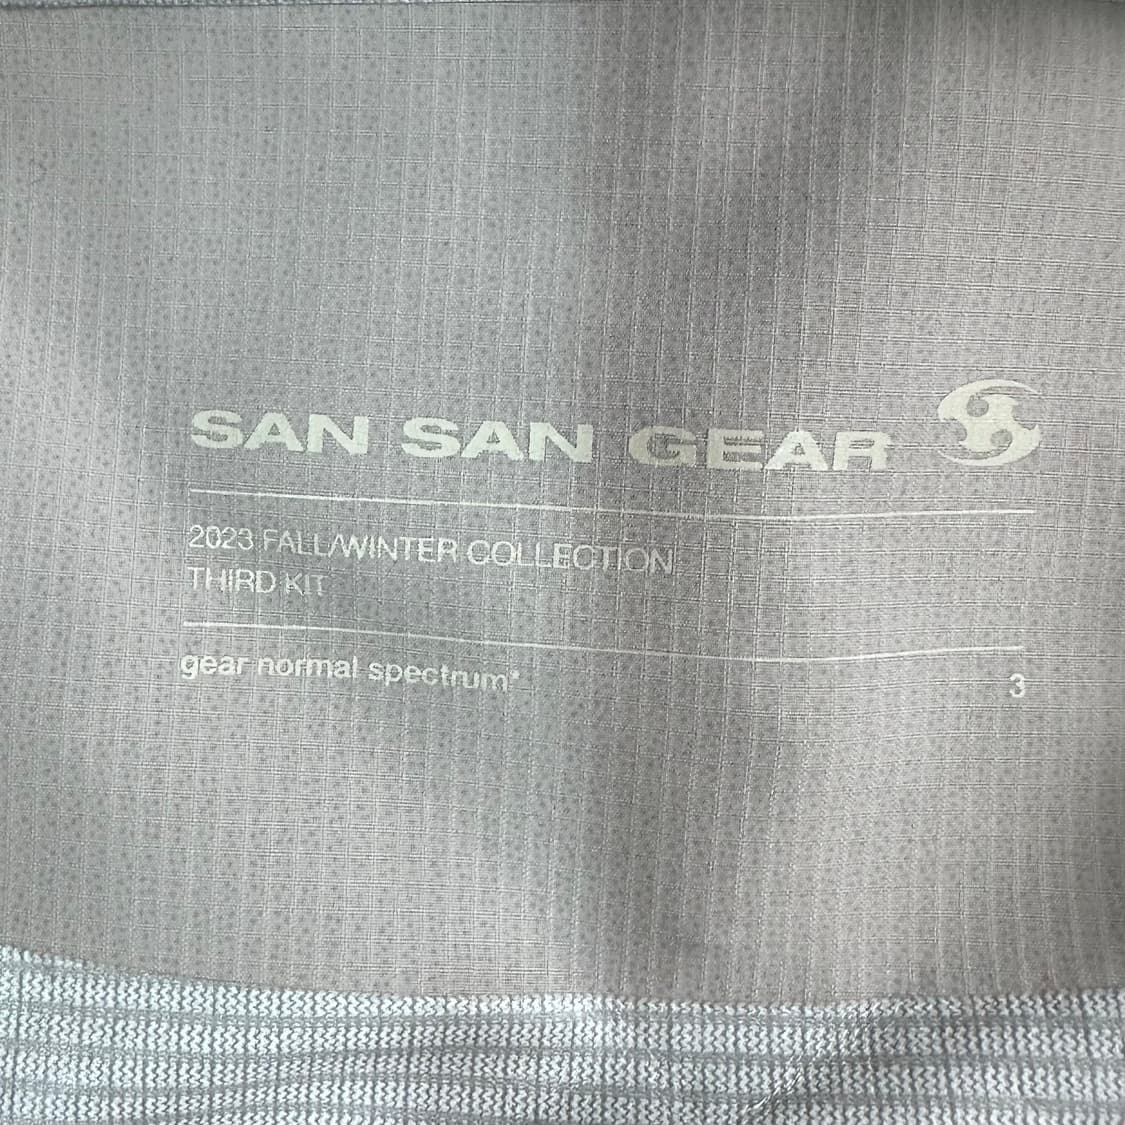 SAN SAN GEAR
2023 FALL/WINTER COLLECTION
THIRD KIT
gear normal spectrum*
3